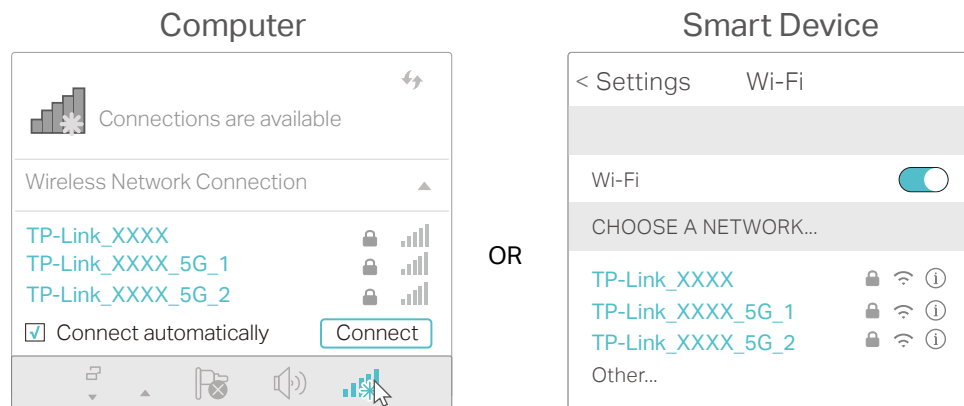 Computer
Connections are available
Wireless Network Connection
TP-Link_XXXX
TP-Link_XXXX_5G_1
TP-Link_XXXX_5G_2
Connect automatically
Connect
OR
Smart Device
< Settings Wi-Fi
Wi-Fi
CHOOSE A NETWORK...
TP-Link_XXXX
TP-Link_XXXX_5G_1
TP-Link_XXXX_5G_2
Other...